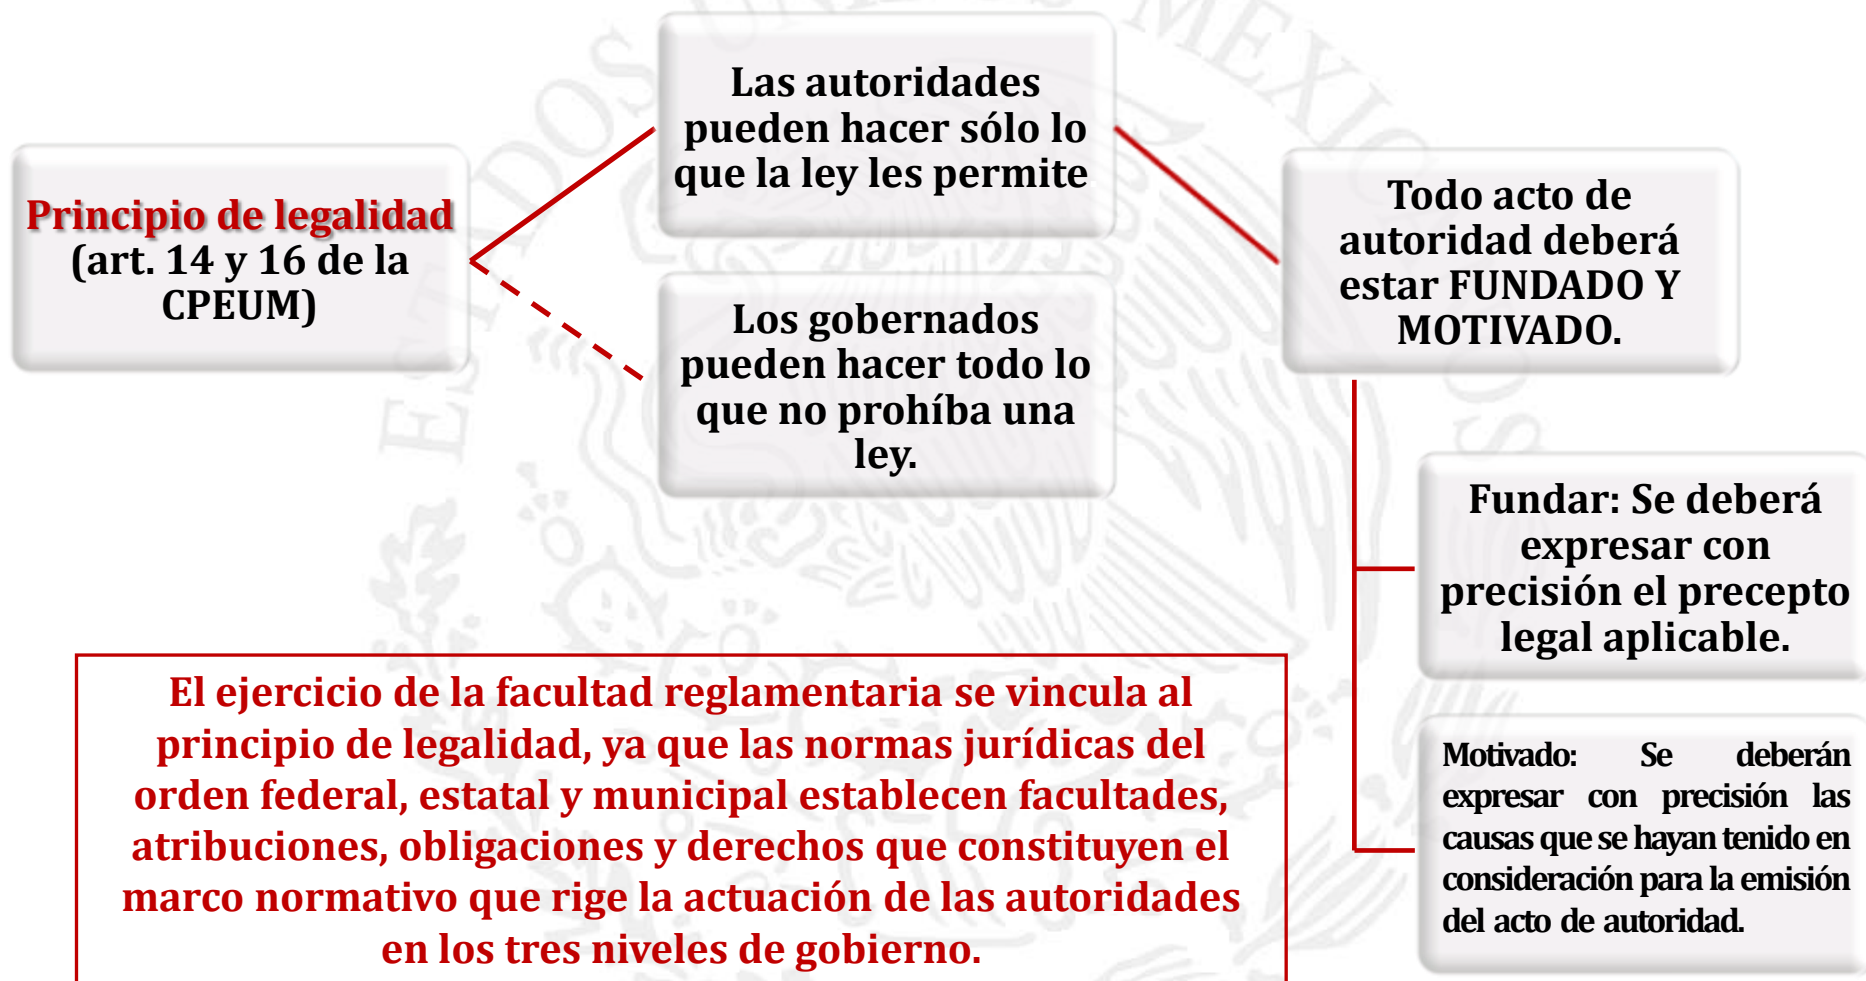 Principio de legalidad
(art. 14 y 16 de la
CPEUM)
Las autoridades
pueden hacer sólo lo
que la ley les permite
Los gobernados
pueden hacer todo lo
que no prohíba una
ley.
Todo acto de
autoridad deberá
estar FUNDADO Y
MOTIVADO.
Fundar: Se deberá
expresar con
precisión el precepto
legal aplicable.
Motivado: Se deberán
expresar con precisión las
causas que se hayan tenido en
consideración para la emisión
del acto de autoridad.
El ejercicio de la facultad reglamentaria se vincula al
principio de legalidad, ya que las normas jurídicas del
orden federal, estatal y municipal establecen facultades,
atribuciones, obligaciones y derechos que constituyen el
marco normativo que rige la actuación de las autoridades
en los tres niveles de gobierno.